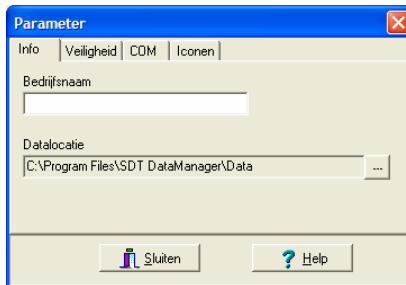 Parameter
Info Veiligheid COM Iconen
Bedrijfsnaam
Datalocatie
C:\Program Files\SDT DataManager\Data ...
Sluiten Help